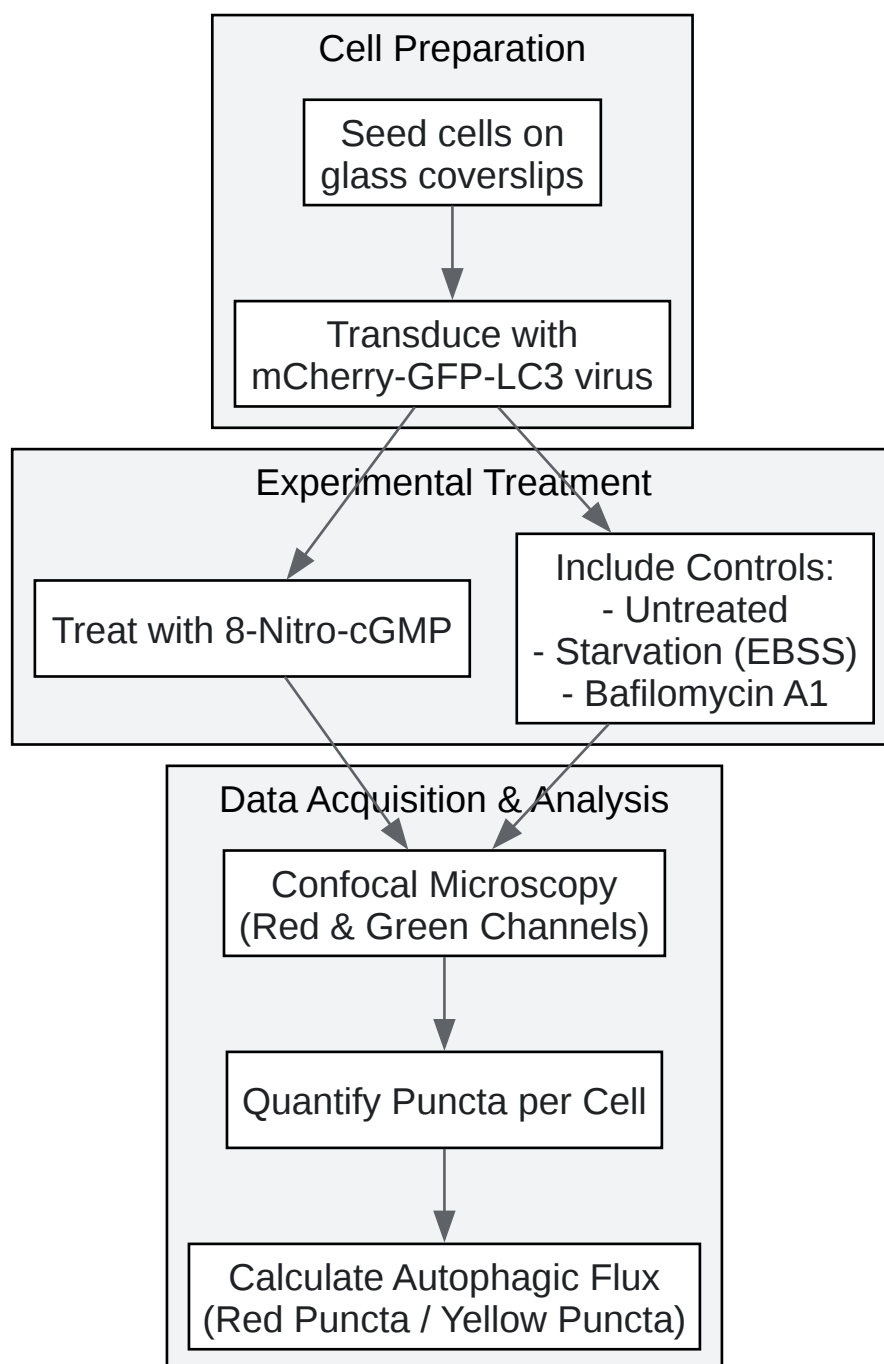 Cell Preparation
Seed cells on
glass coverslips
Transduce with
mCherry-GFP-LC3 virus
Experimental Treatment
Treat with 8-Nitro-cGMP
Include Controls:
- Untreated
- Starvation (EBSS)
- Bafilomycin A1
Data Acquisition & Analysis
Confocal Microscopy
(Red & Green Channels)
Quantify Puncta per Cell
Calculate Autophagic Flux
(Red Puncta / Yellow Puncta)